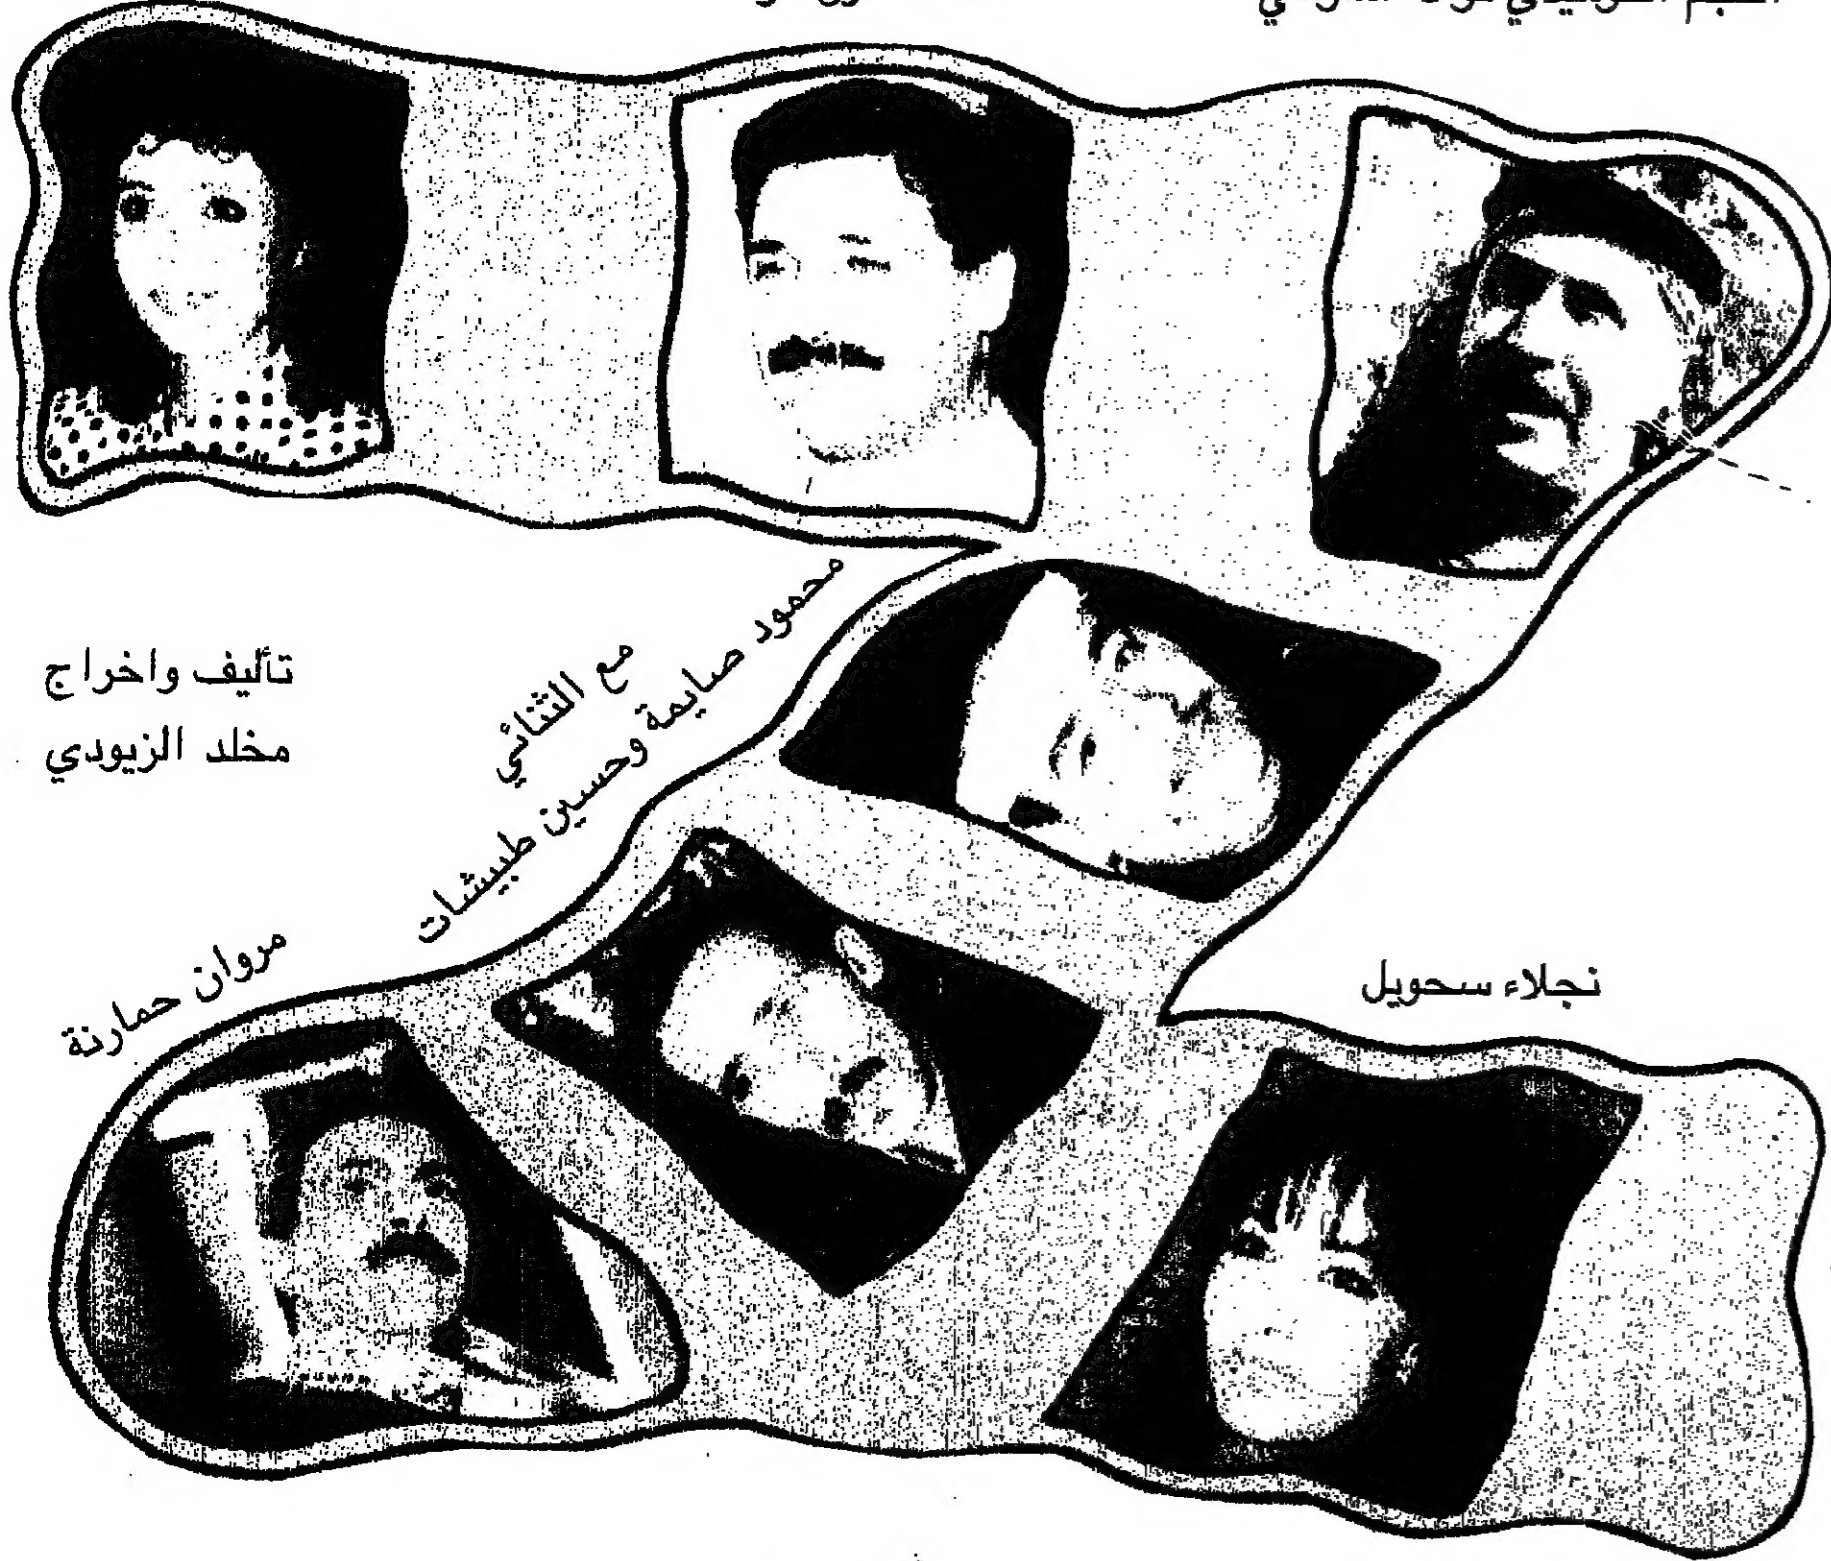 تأليف واخراج
مخلد الزيودي
مع الثنائي
محمود صايمة وحسين طبيشات
مروان حمارنة
نجلاء سحويل